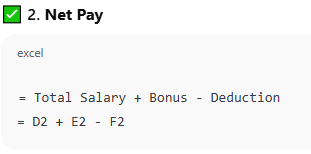 ✅ 2. Net Pay
excel
= Total Salary + Bonus - Deduction
= D2 + E2 - F2